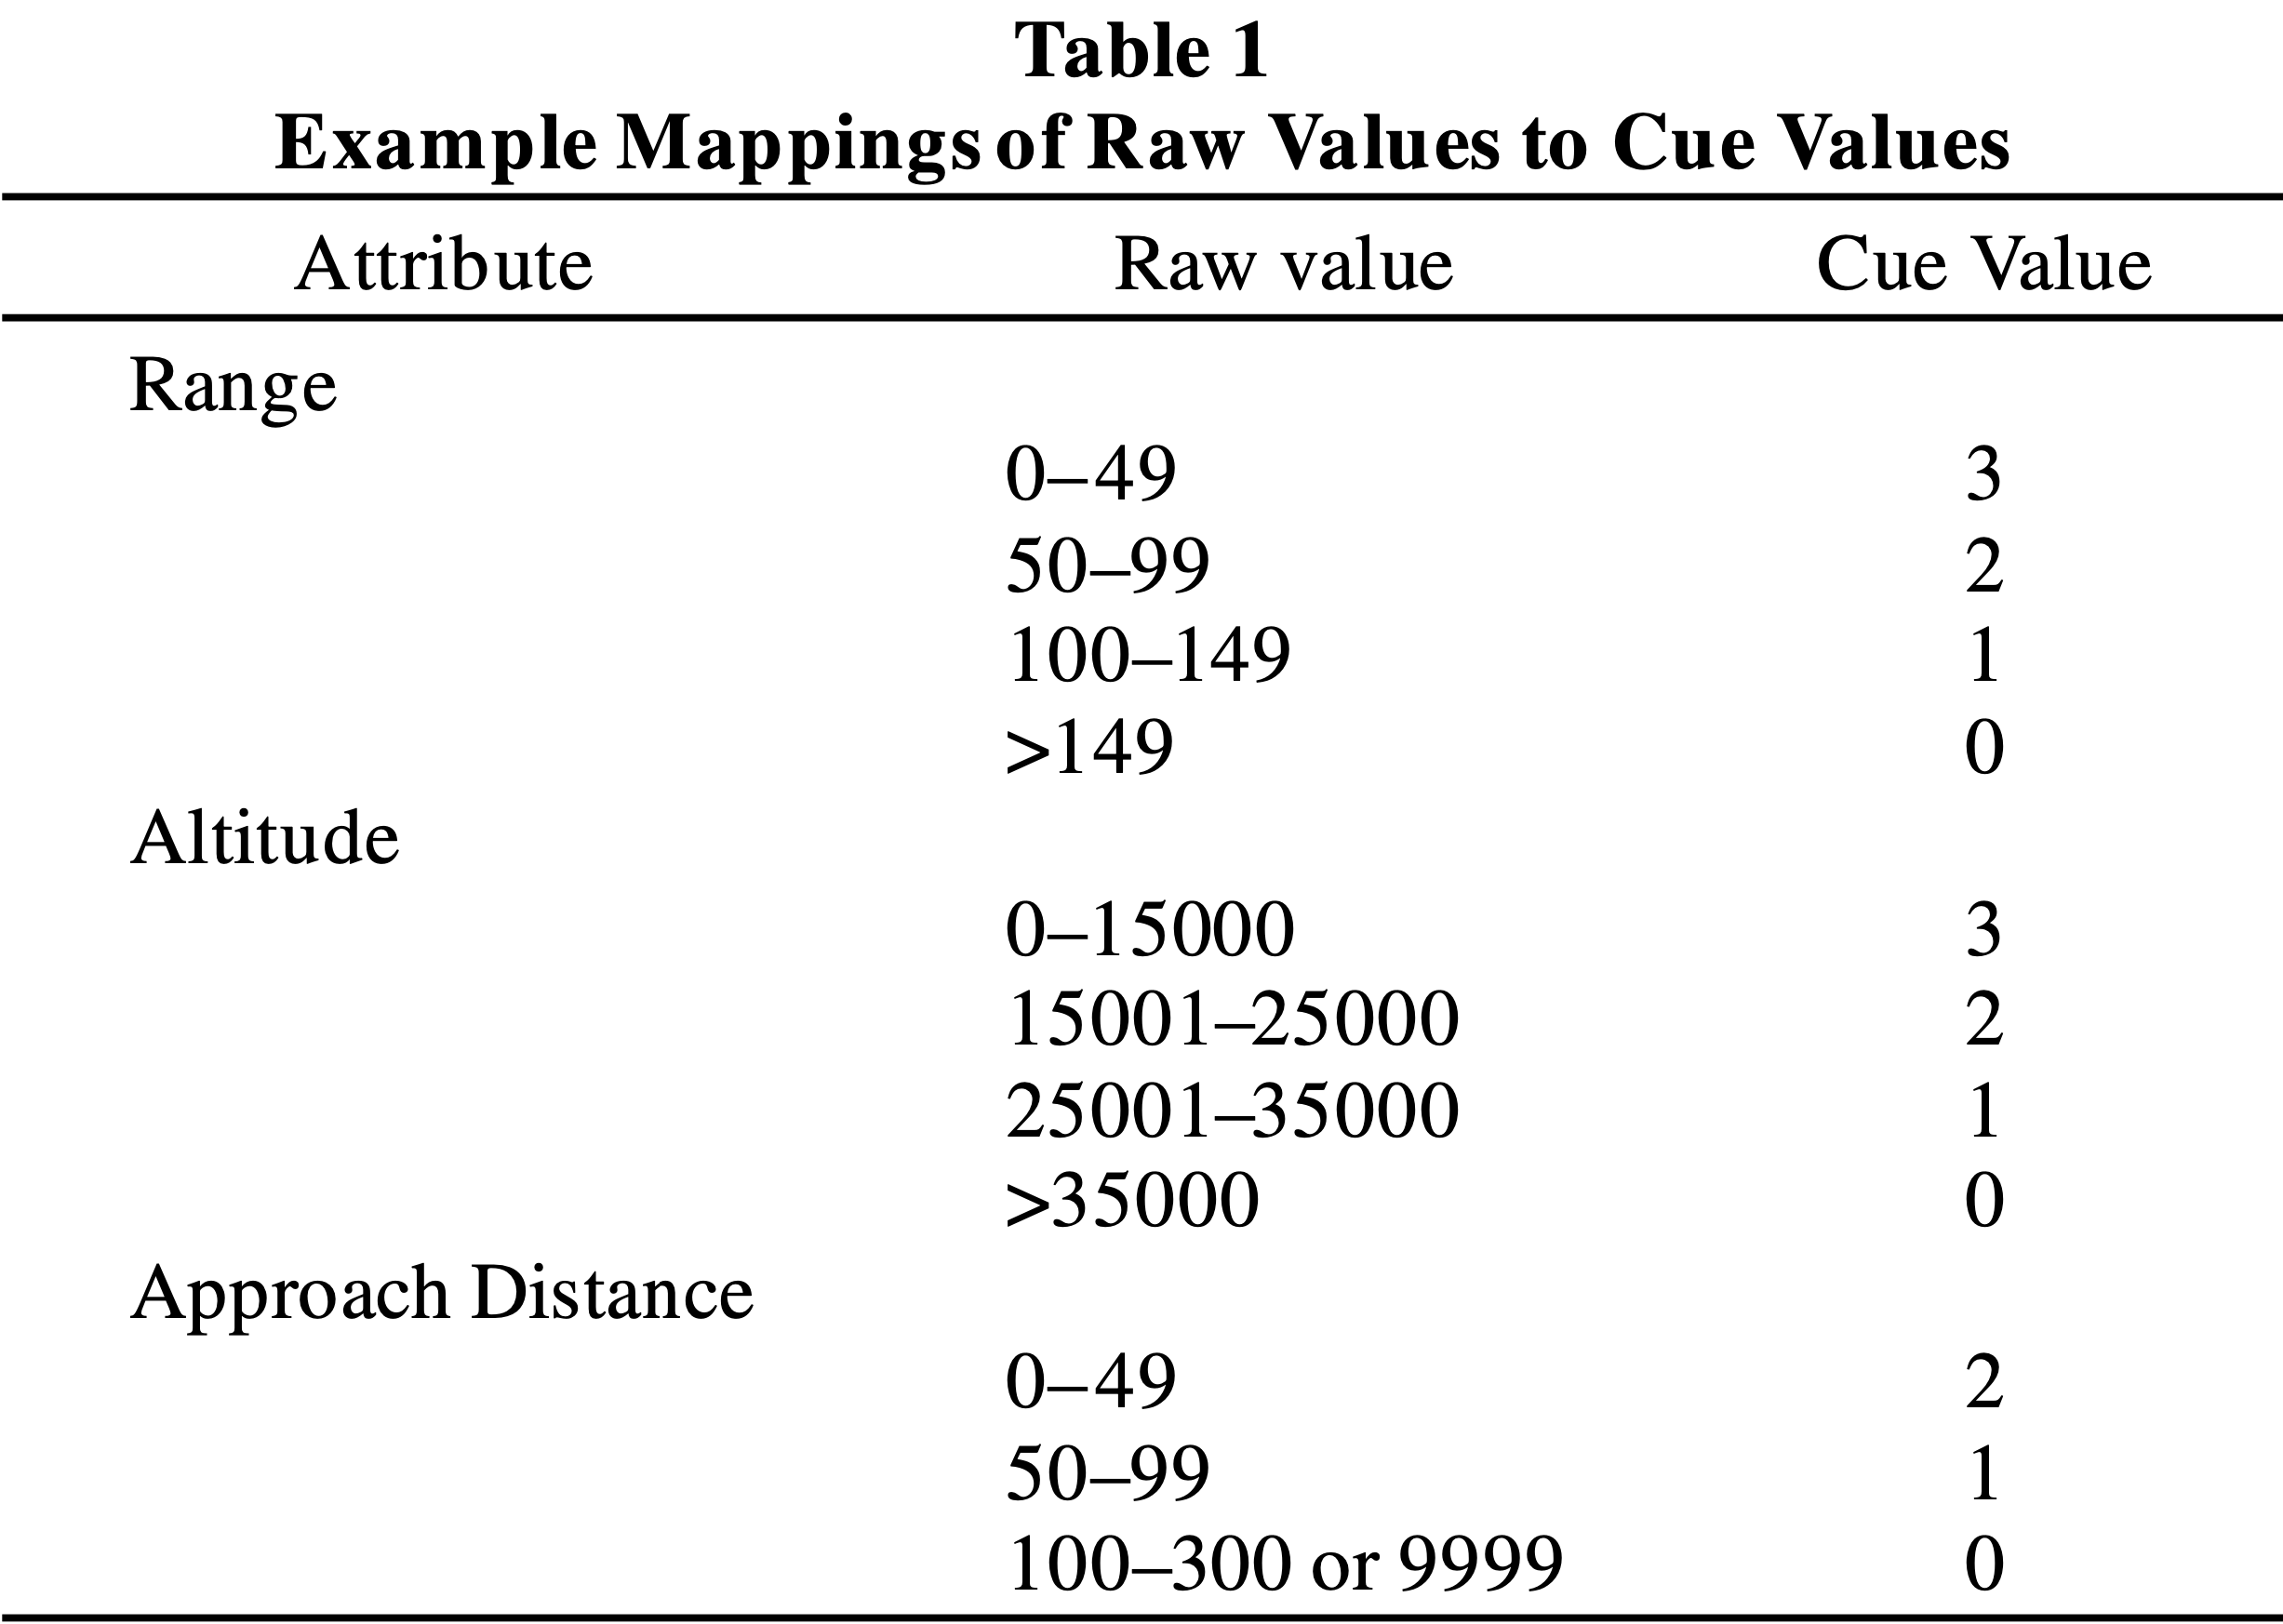 Table 1
Example Mappings of Raw Values to Cue Values
Attribute Raw value Cue Value
Range
0–49 3
50–99 2
100–149 1
>149 0
Altitude
0–15000 3
15001–25000 2
25001–35000 1
>35000 0
Approach Distance
0–49 2
50–99 1
100–300 or 9999 0